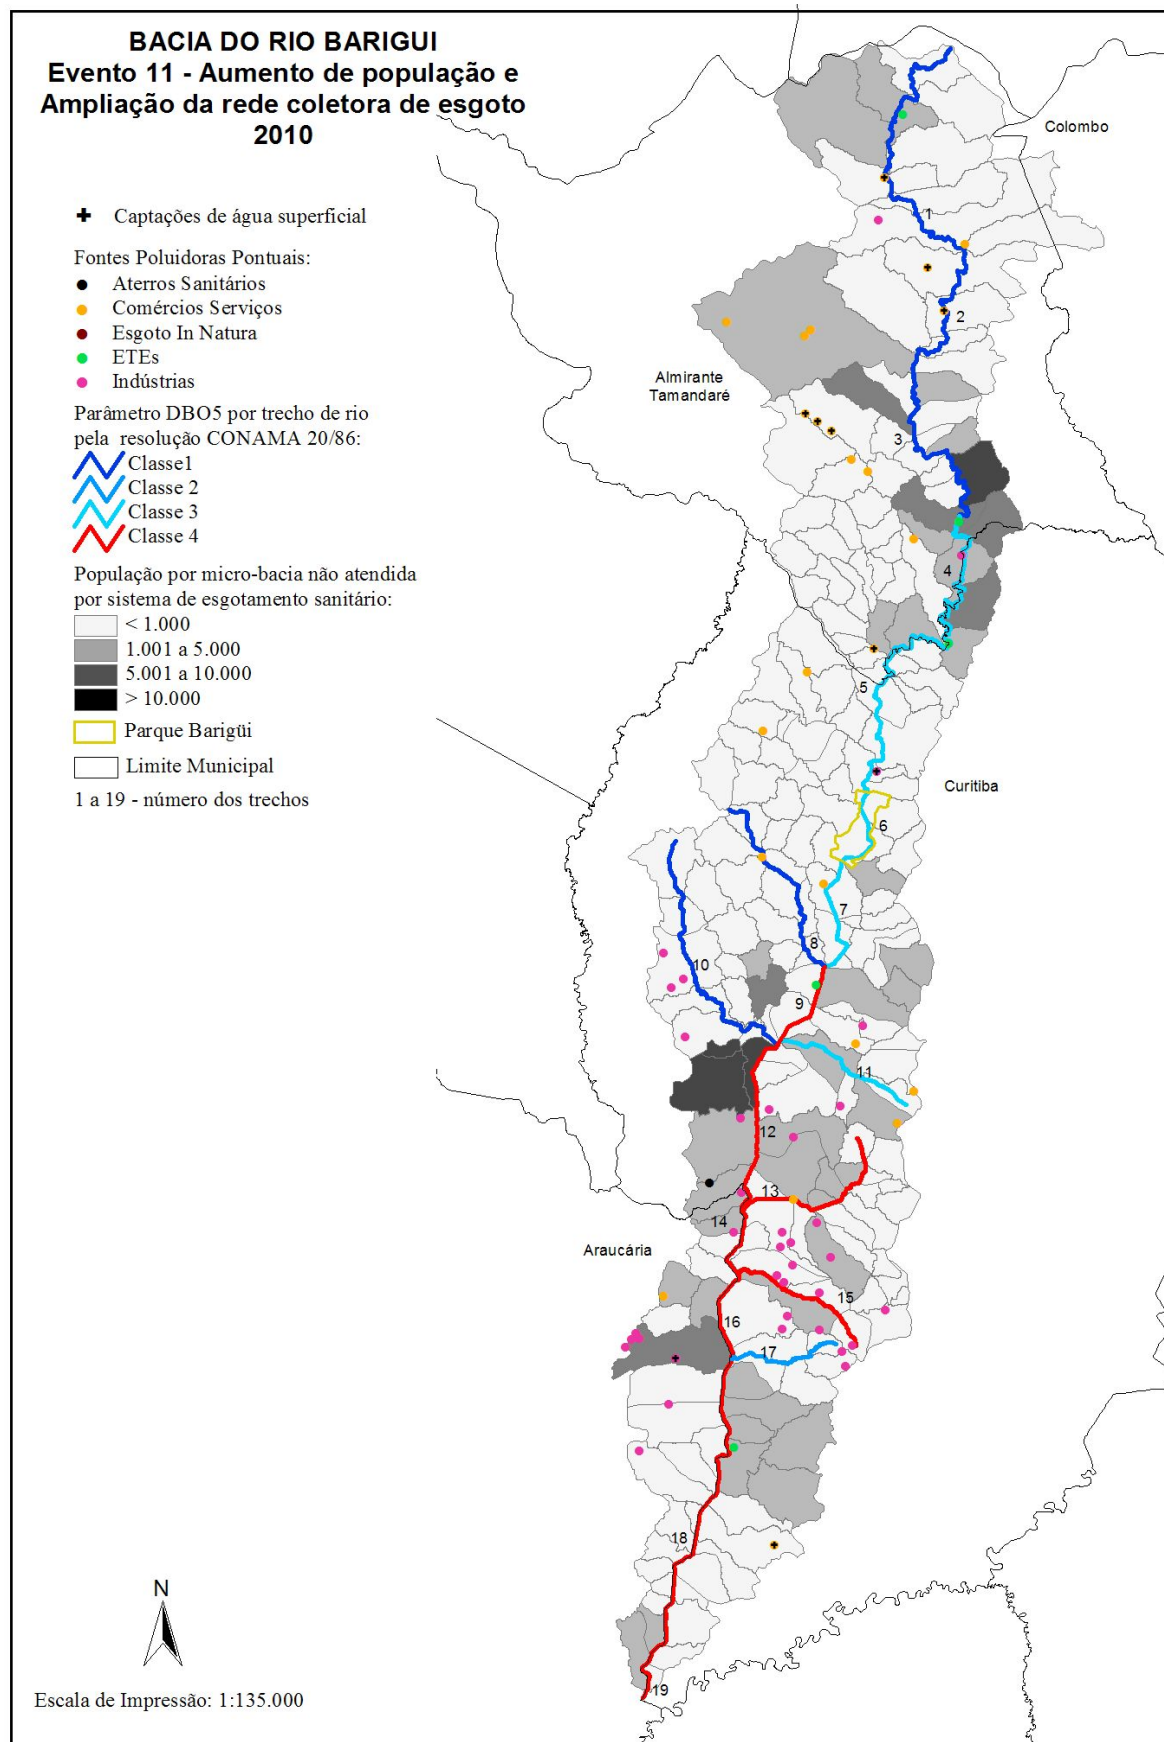 BACIA DO RIO BARIGUI
Evento 11 - Aumento de população e
Ampliação da rede coletora de esgoto
2010
Captações de água superficial
Fontes Poluidoras Pontuais:
Aterros Sanitários
Comércios Serviços
Esgoto In Natura
ETEs
Indústrias
Parâmetro DBO5 por trecho de rio
pela resolução CONAMA 20/86:
Classe1
Classe 2
Classe 3
Classe 4
População por micro-bacia não atendida
por sistema de esgotamento sanitário:
< 1.000
1.001 a 5.000
5.001 a 10.000
> 10.000
Parque Barigüi
Limite Municipal
1 a 19 - número dos trechos
Colombo
1
2
Almirante
Tamandaré
3
4
5
Curitiba
6
7
8
10
9
11
12
13
14
Araucária
15
16
17
18
19
N
Escala de Impressão: 1:135.000